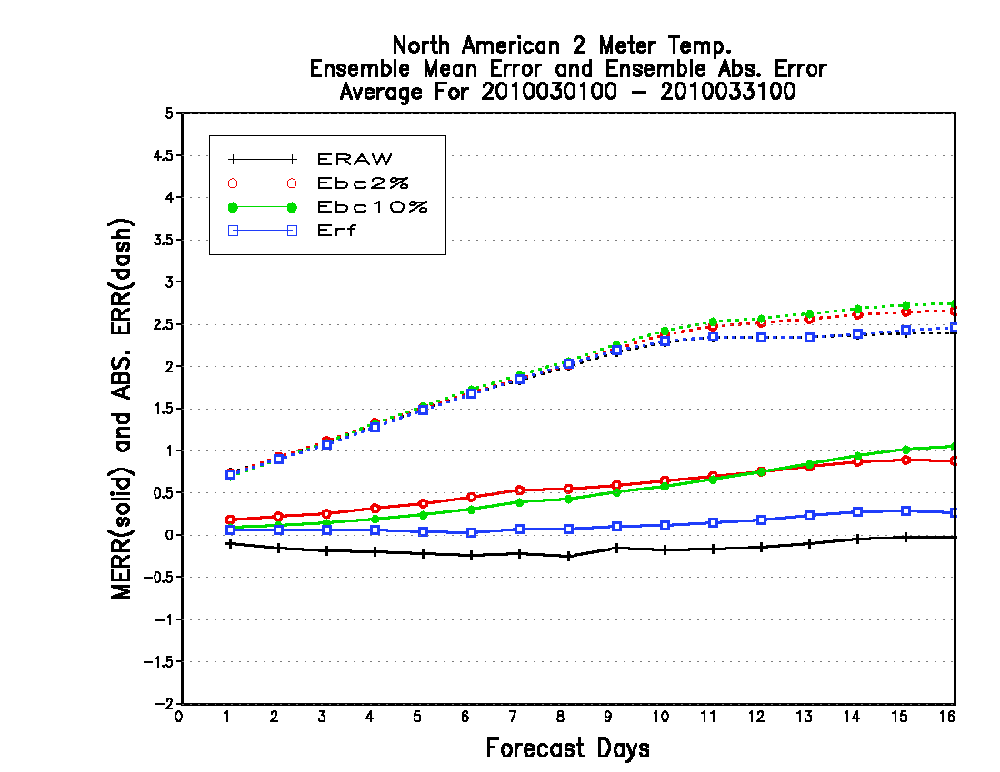 North American 2 Meter Temp.
Ensemble Mean Error and Ensemble Abs. Error
Average For 2010030100 - 2010033100
MERR(solid) and ABS. ERR(dash)
5
4.5
4
3.5
3
2.5
2
1.5
1
0.5
0
-0.5
-1
-1.5
-2
ERAW
Ebc2%
Ebc10%
Erf
0 1 2 3 4 5 6 7 8 9 10 11 12 13 14 15 16
Forecast Days